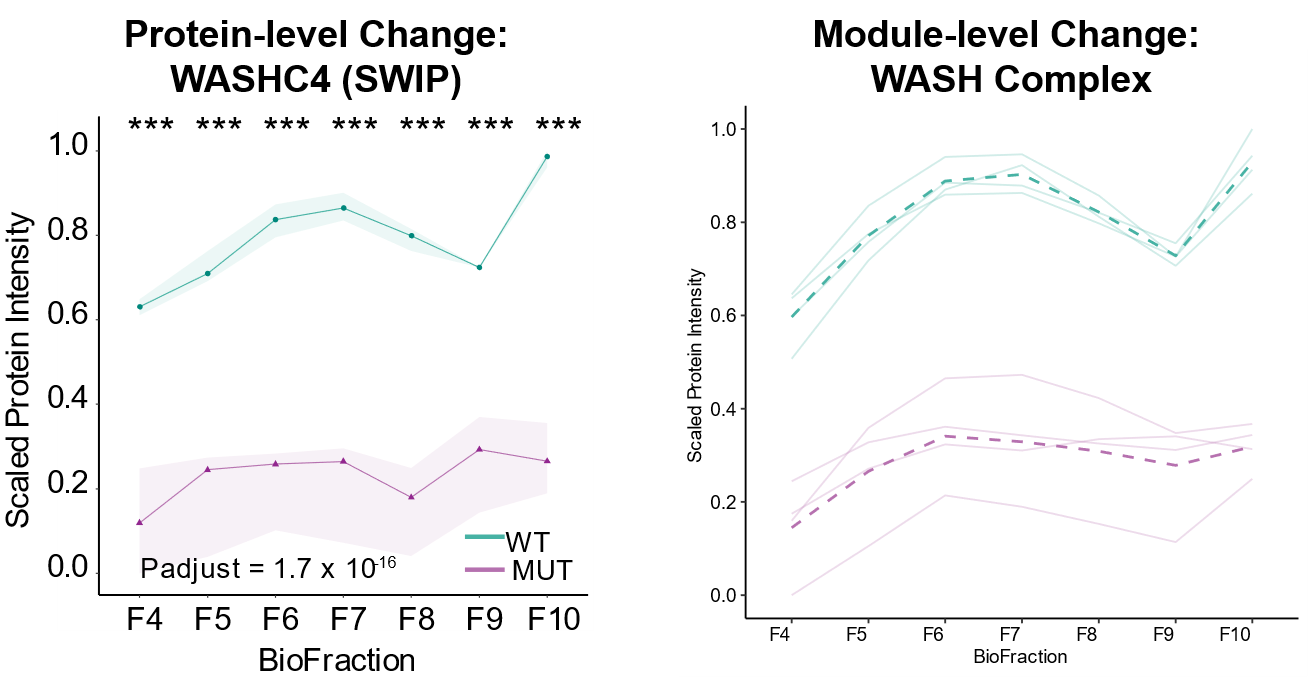 Protein-level Change:
WASHC4 (SWIP)
Scaled Protein Intensity
1.0
0.8
0.6
0.4
0.2
0.0
*** *** *** *** *** *** ***
Padjust = 1.7 x 10-16
WT
MUT
F4 F5 F6 F7 F8 F9 F10
BioFraction
Module-level Change:
WASH Complex
Scaled Protein Intensity
1.0
0.8
0.6
0.4
0.2
0.0
F4 F5 F6 F7 F8 F9 F10
BioFraction